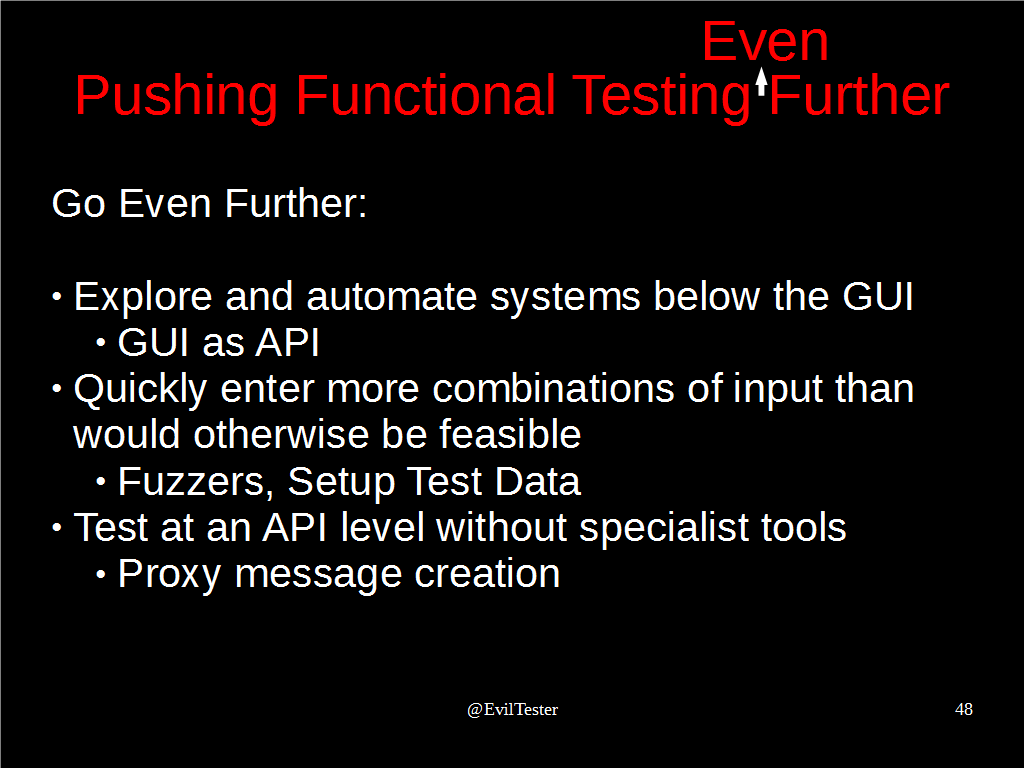 Even
Pushing Functional Testing Further
Go Even Further:
• Explore and automate systems below the GUI
• GUI as API
• Quickly enter more combinations of input than
would otherwise be feasible
• Fuzzers, Setup Test Data
• Test at an API level without specialist tools
• Proxy message creation
@EvilTester
48